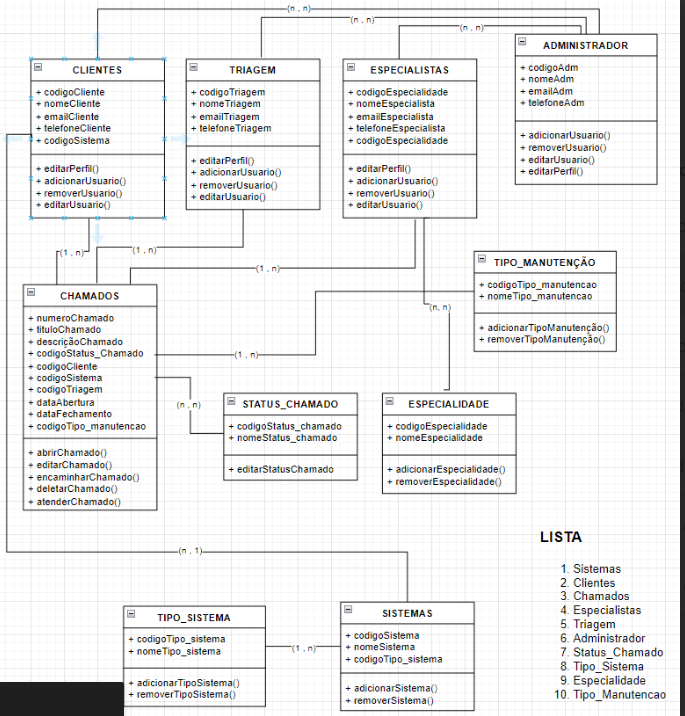 (n , n)
(n , n)
(n , n)
CLIENTES
+ codigoCliente
+ nomeCliente
+ emailCliente
+ telefoneCliente
+ codigoSistema
+ editarPerfil()
+ adicionarUsuario()
+ removerUsuario()
+ editarUsuario()
TRIAGEM
+ codigoTriagem
+ nomeTriagem
+ emailTriagem
+ telefoneTriagem
+ editarPerfil()
+ adicionarUsuario()
+ removerUsuario()
+ editarUsuario()
ESPECIALISTAS
+ codigoEspecialidade
+ nomeEspecialista
+ emailEspecialista
+ telefoneEspecialista
+ codigoEspecialidade
+ editarPerfil()
+ adicionarUsuario()
+ removerUsuario()
+ editarUsuario()
ADMINISTRADOR
+ codigoAdm
+ nomeAdm
+ emailAdm
+ telefoneAdm
+ adicionarUsuario()
+ removerUsuario()
+ editarUsuario()
+ editarPerfil()
(1 , n)
(1 , n)
(1 , n)
TIPO_MANUTENÇÃO
+ codigoTipo_manutencao
+ nomeTipo_manutencao
+ adicionarTipoManutenção()
+ removerTipoManutenção()
(n, n)
CHAMADOS
+ numeroChamado
+ tituloChamado
+ descriçãoChamado
+ codigoStatus_Chamado
+ codigoCliente
+ codigoSistema
+ codigoTriagem
+ dataAbertura
+ dataFechamento
+ codigoTipo_manutencao
+ abrirChamado()
+ editarChamado()
+ encaminharChamado()
+ deletarChamado()
+ atenderChamado()
(1 , n)
(n , n)
STATUS_CHAMADO
+ codigoStatus_chamado
+ nomeStatus_chamado
+ editarStatusChamado
ESPECIALIDADE
+ codigoEspecialidade
+ nomeEspecialidade
+ adicionarEspecialidade()
+ removerEspecialidade()
(n , 1)
TIPO_SISTEMA
+ codigoTipo_sistema
+ nomeTipo_sistema
+ adicionarTipoSistema()
+ removerTipoSistema()
(1 , n)
SISTEMAS
+ codigoSistema
+ nomeSistema
+ codigoTipo_sistema
+ adicionarSistema()
+ removerSistema()
LISTA
1. Sistemas
2. Clientes
3. Chamados
4. Especialistas
5. Triagem
6. Administrador
7. Status_Chamado
8. Tipo_Sistema
9. Especialidade
10. Tipo_Manutencao